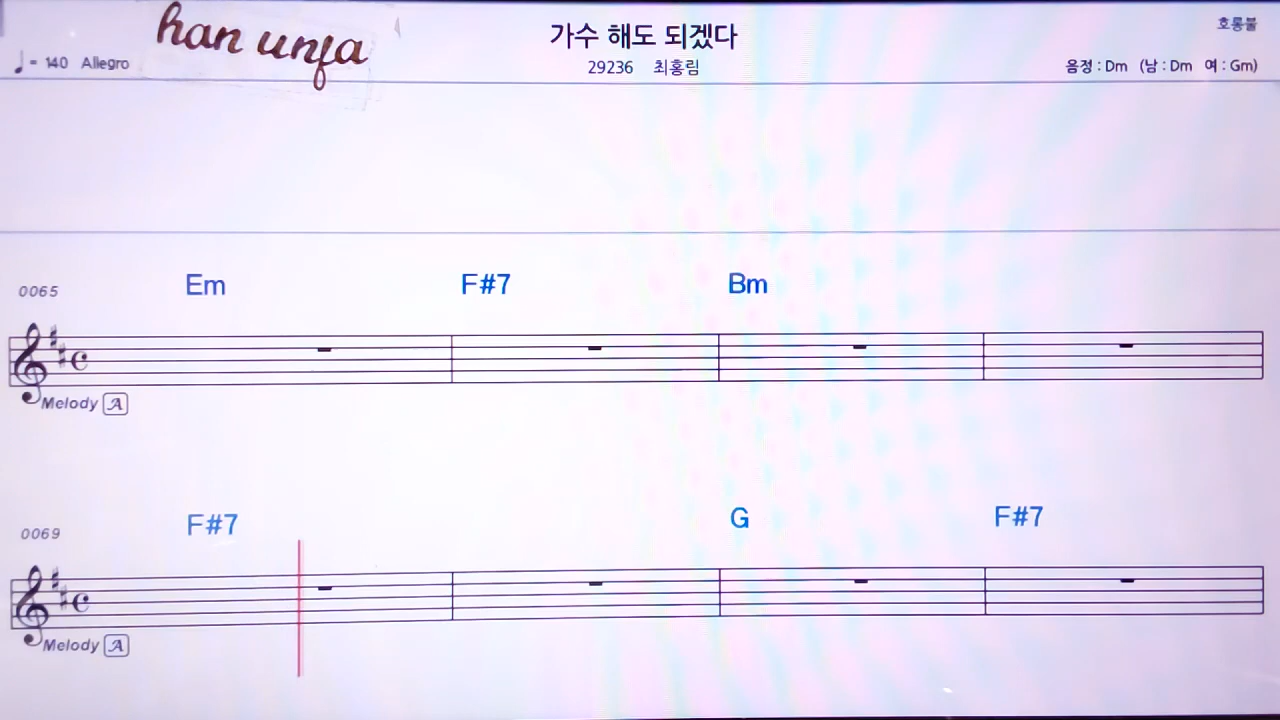 han unja
가수 해도 되겠다
호롱불
♩= 140 Allegro
29236 최홍림
음정 : Dm (남 : Dm 여 : Gm)
0065 Em F#7 Bm
Melody A
0069 F#7 G F#7
Melody A